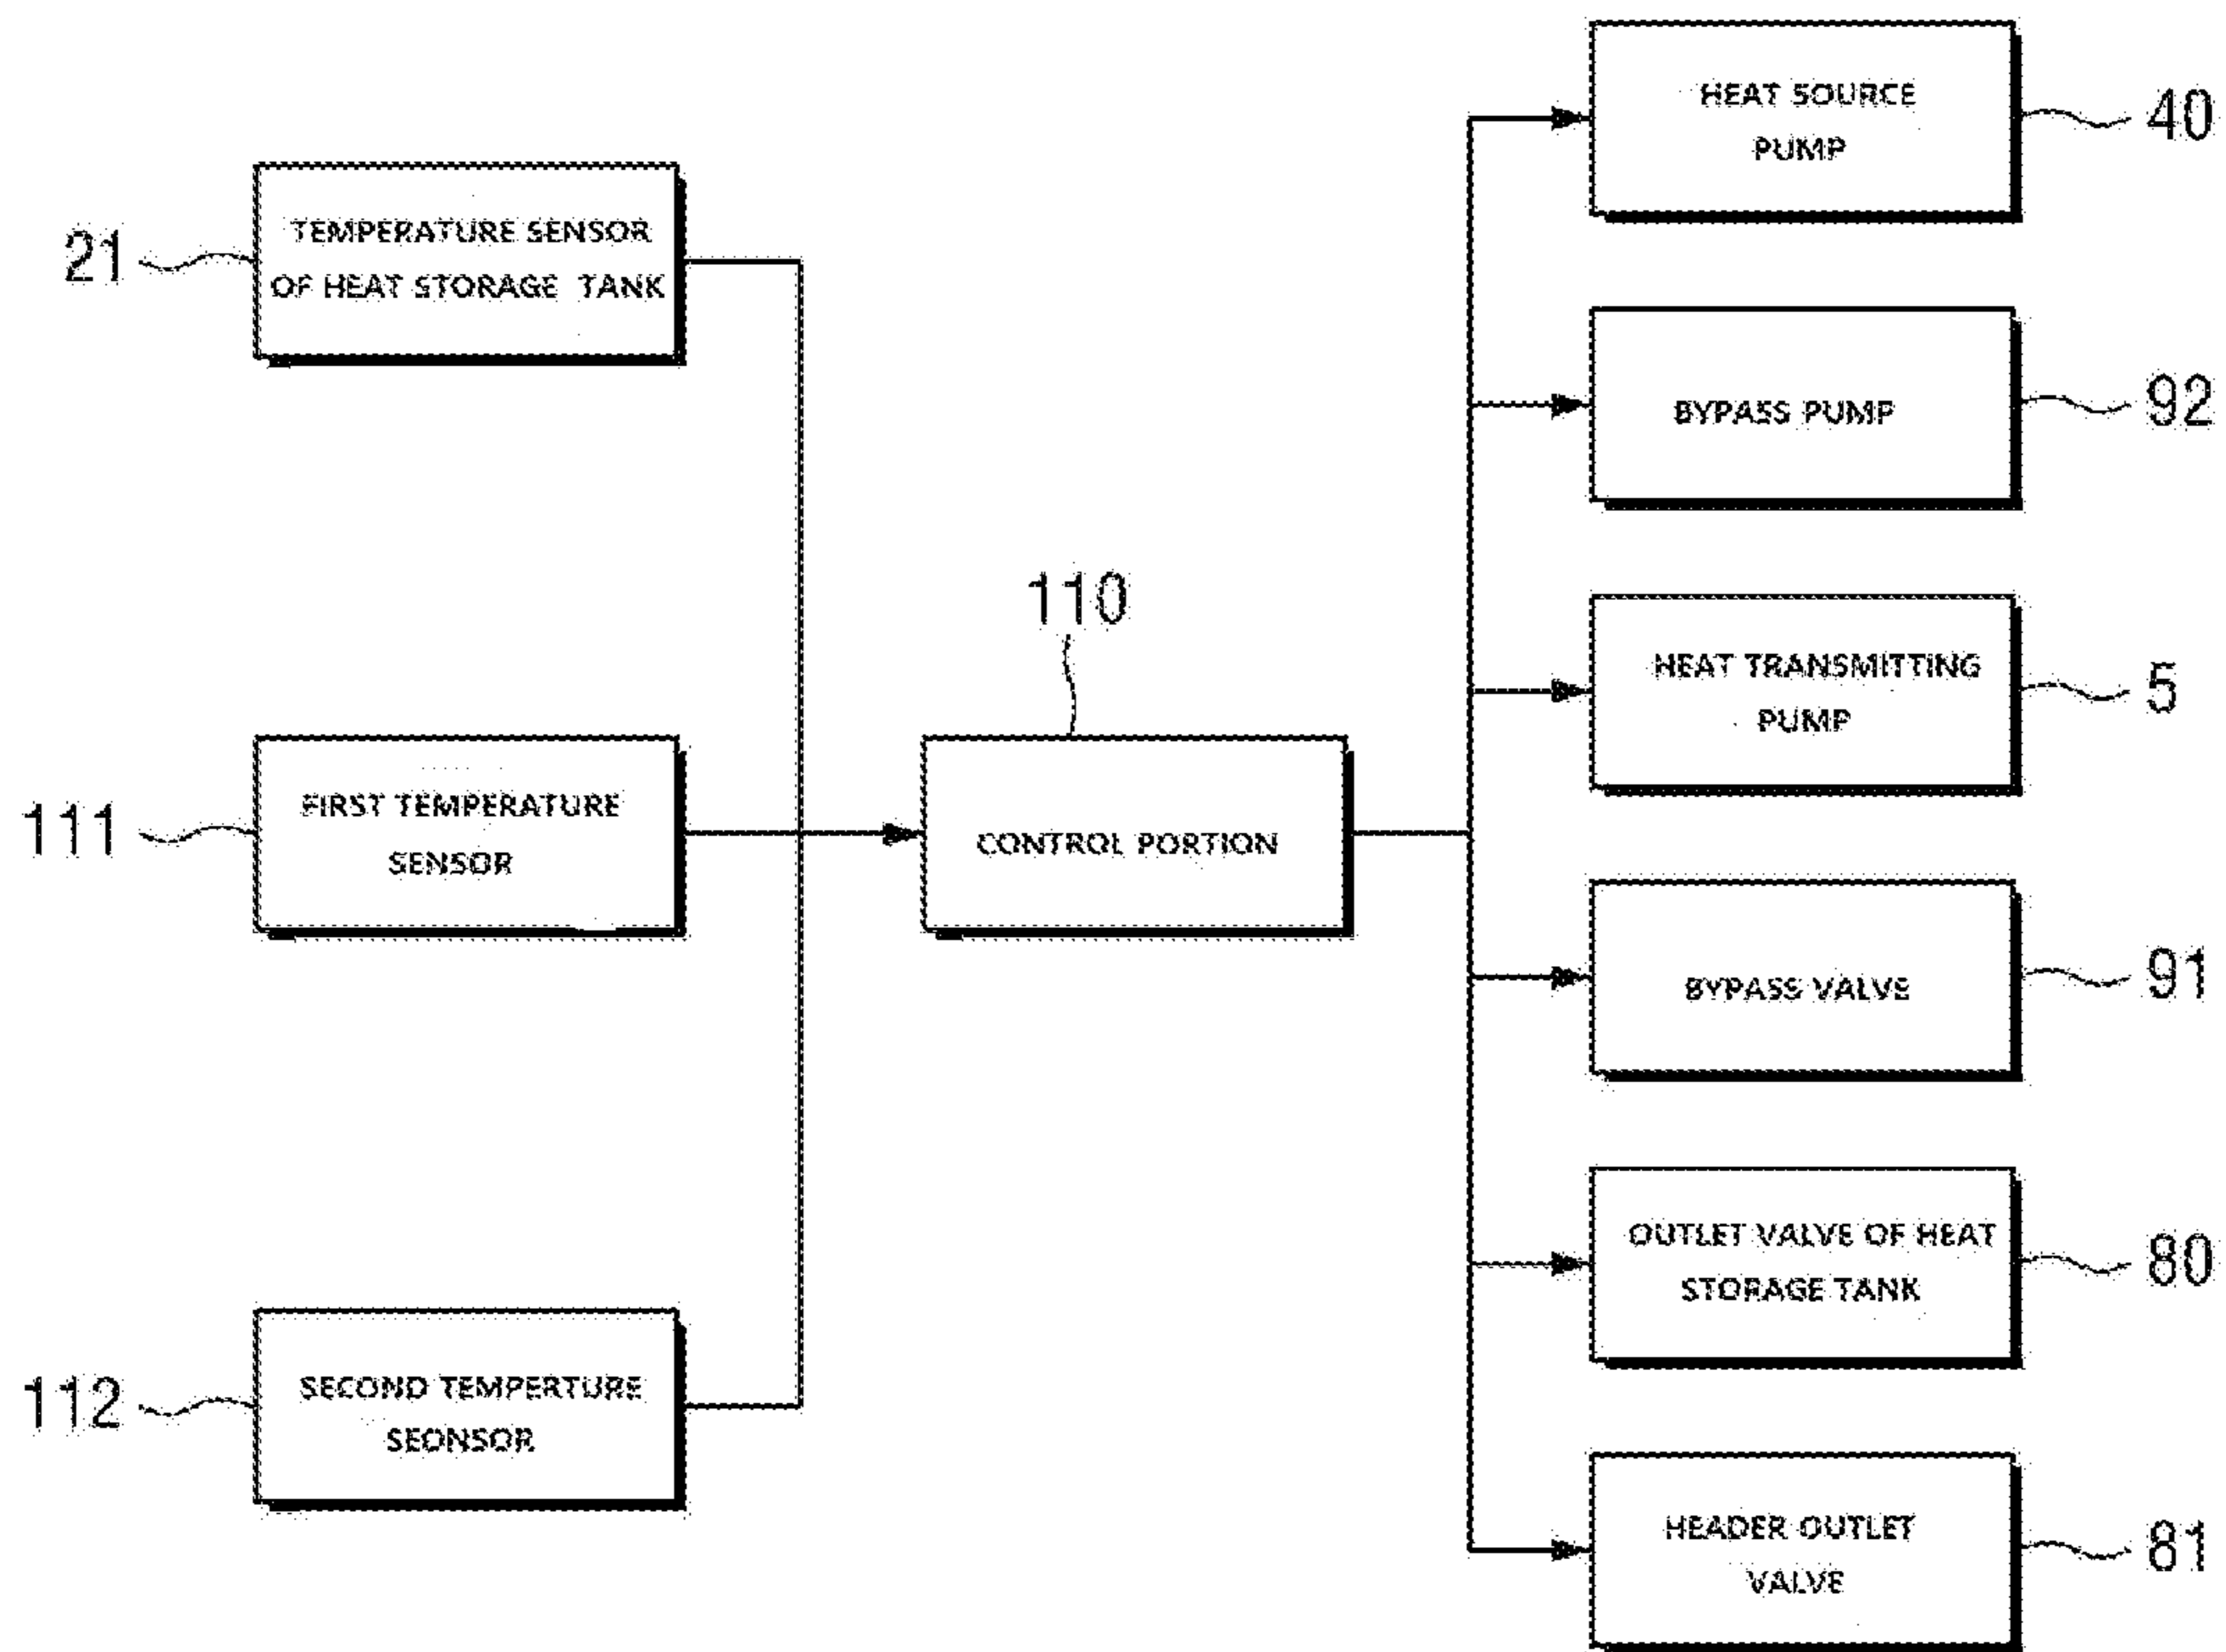 HEAT SOURCE
PUMP
40
TEMPERATURE SENSOR
OF HEAT STORAGE TANK
21
BYPASS PUMP
92
110
HEAT TRANSMITTING
PUMP
5
FIRST TEMPERATURE
SENSOR
111
CONTROL PORTION
BYPASS VALVE
91
OUTLET VALVE OF HEAT
STORAGE TANK
80
SECOND TEMPERTURE
SEONSOR
112
HEADER OUTLET
VALVE
81